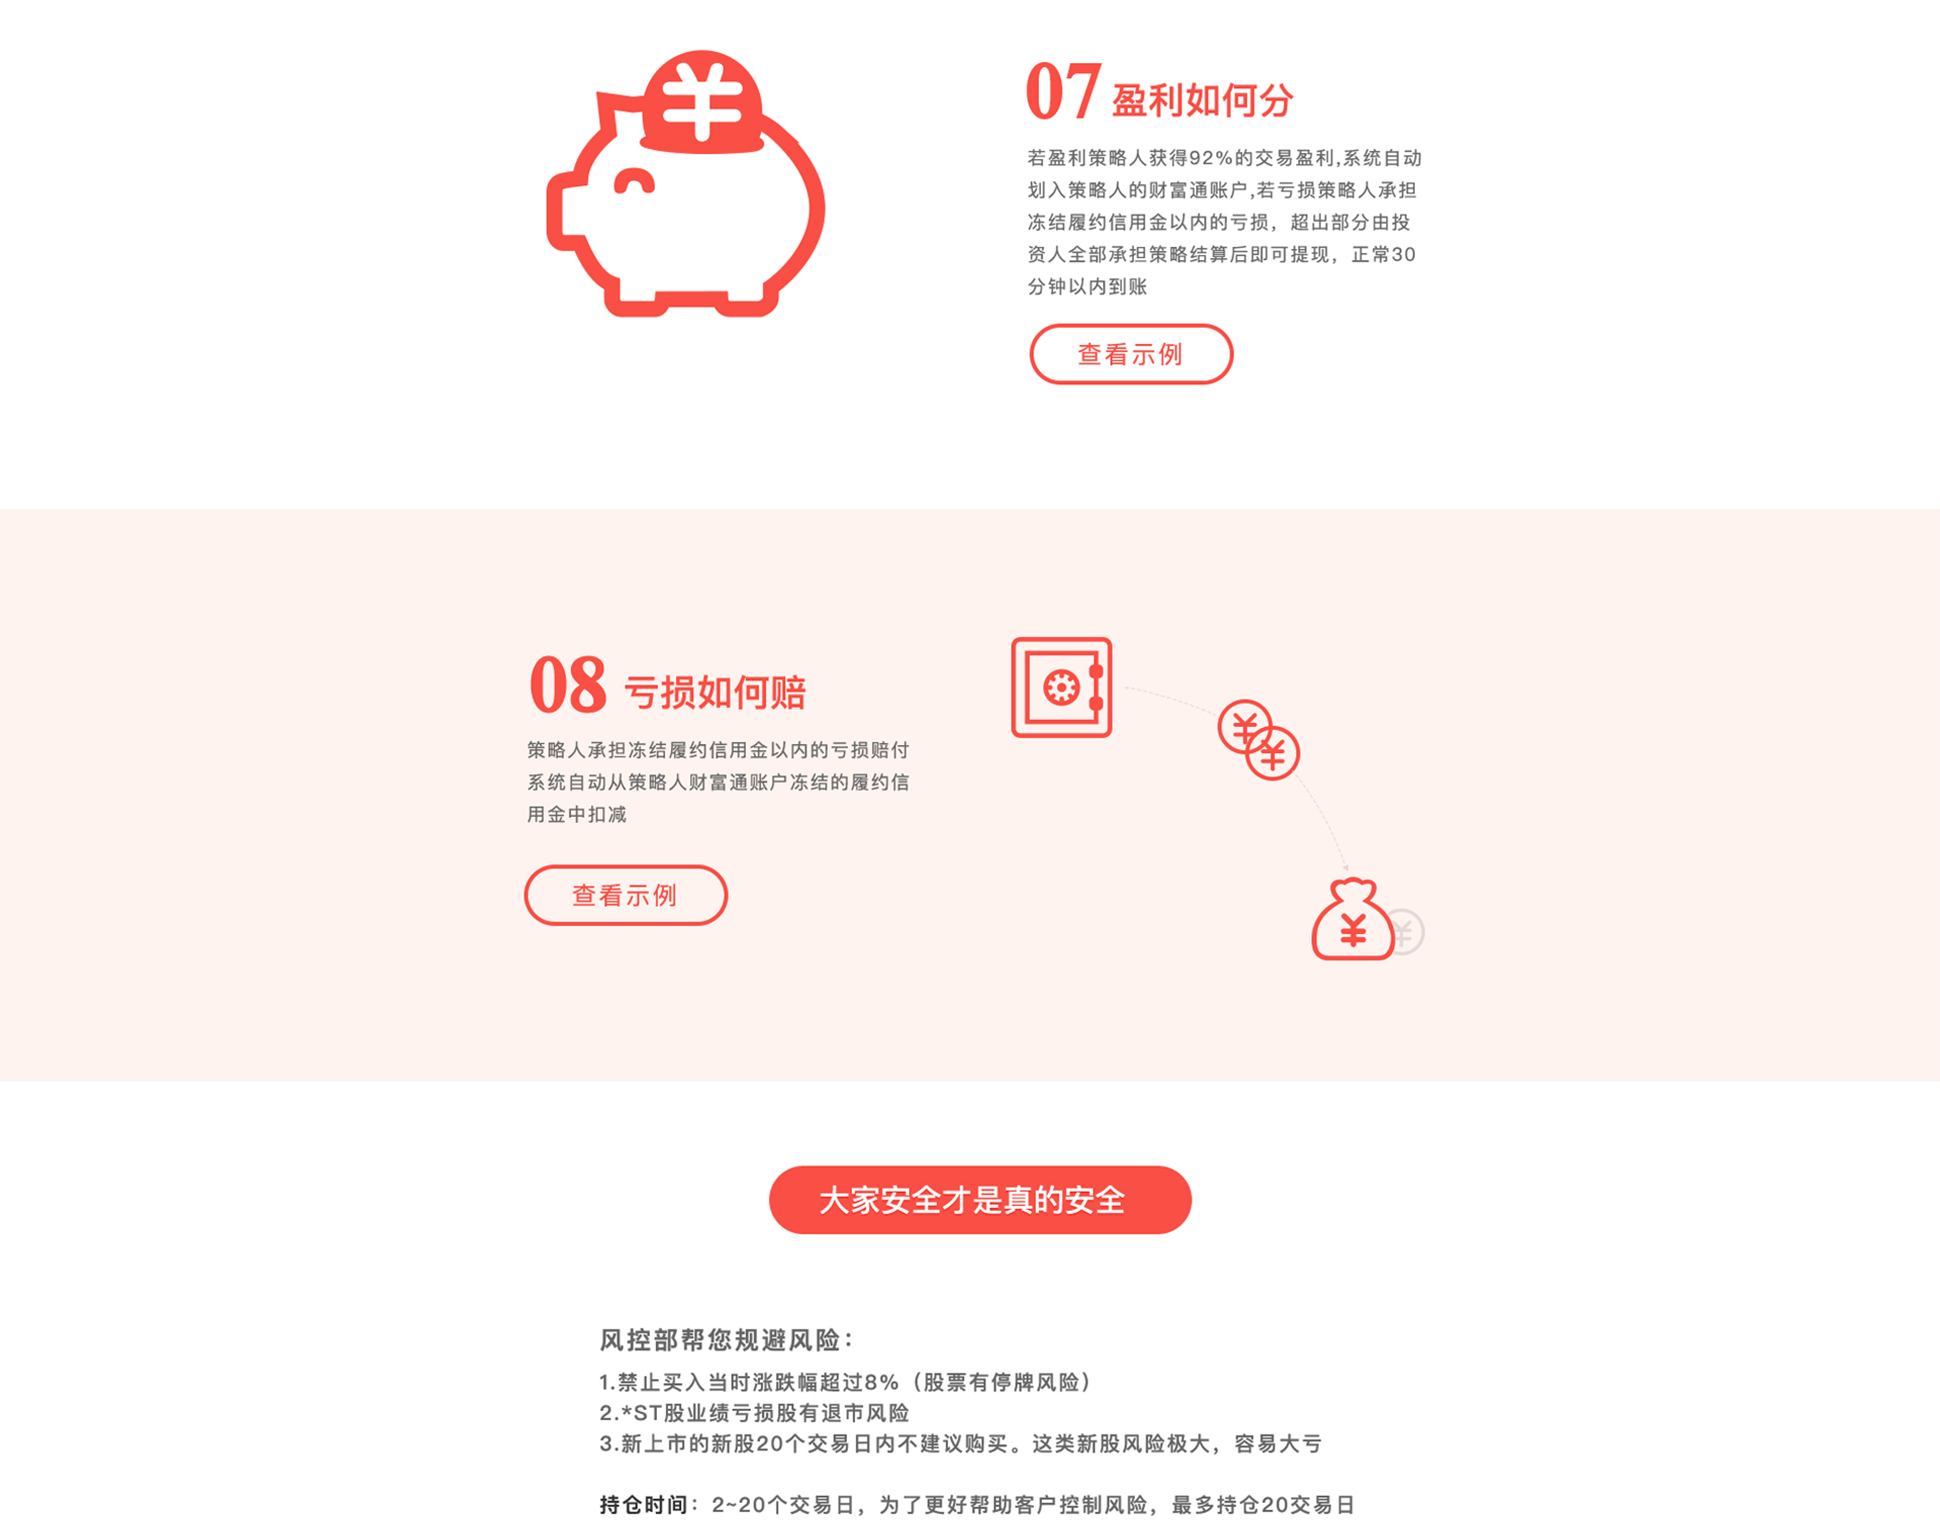 07 盈利如何分
若盈利策略人获得92%的交易盈利,系统自动
划入策略人的财富通账户,若亏损策略人承担
冻结履约信用金以内的亏损，超出部分由投
资人全部承担策略结算后即可提现，正常30
分钟以内到账
查看示例
08 亏损如何赔
策略人承担冻结履约信用金以内的亏损赔付
系统自动从策略人财富通账户冻结的履约信
用金中扣减
查看示例
大家安全才是真的安全
风控部帮您规避风险：
1.禁止买入当时涨跌幅超过8%（股票有停牌风险）
2.*ST股业绩亏损股有退市风险
3.新上市的新股20个交易日内不建议购买。这类新股风险极大，容易大亏
持仓时间：2~20个交易日，为了更好帮助客户控制风险，最多持仓20交易日